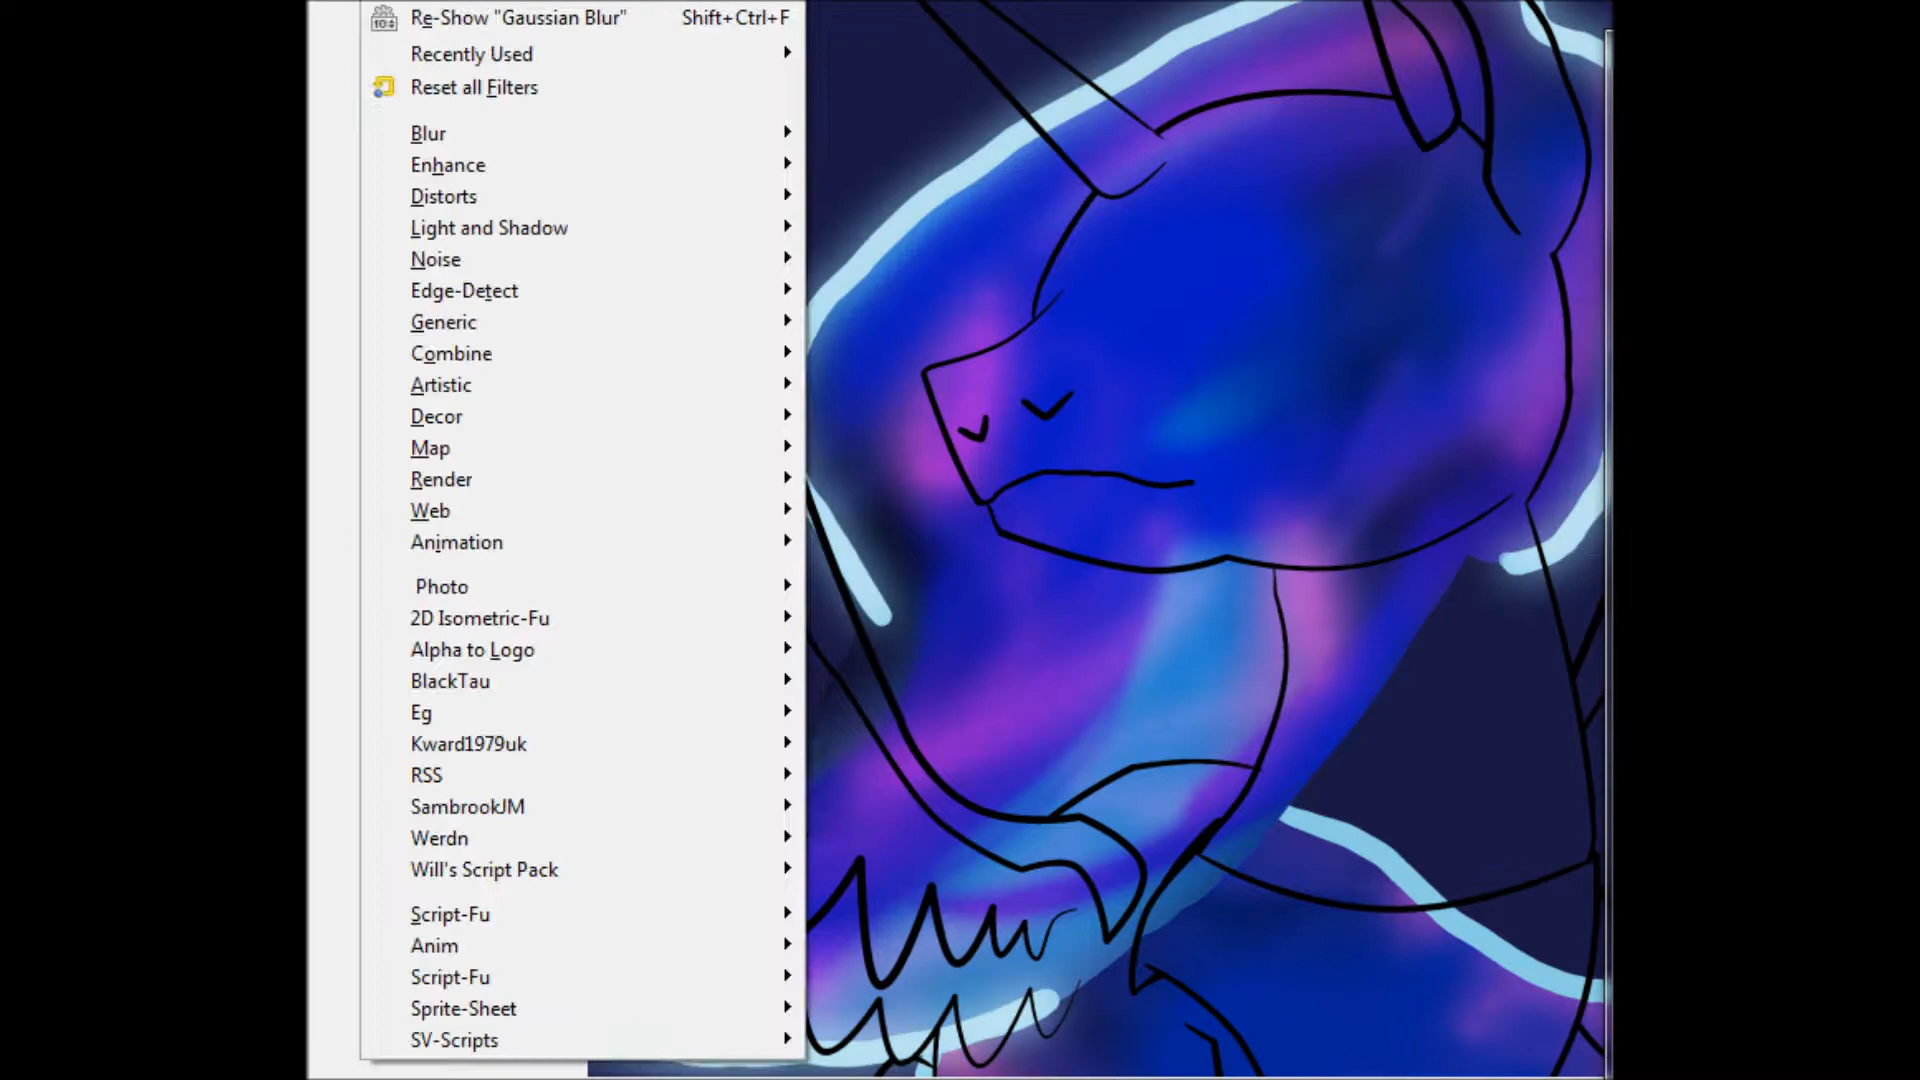 Re-Show "Gaussian Blur" Shift+Ctrl+F
Recently Used
Reset all Filters
Blur
Enhance
Distorts
Light and Shadow
Noise
Edge-Detect
Generic
Combine
Artistic
Decor
Map
Render
Web
Animation
Photo
2D Isometric-Fu
Alpha to Logo
BlackTau
Eg
Kward1979uk
RSS
SambrookJM
Werdn
Will's Script Pack
Script-Fu
Anim
Script-Fu
Sprite-Sheet
SV-Scripts